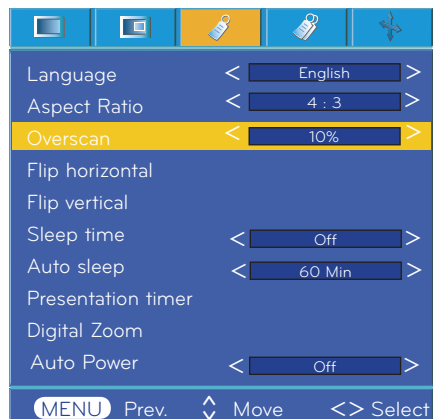 Language < English >
Aspect Ratio < 4 : 3 >
Overscan < 10% >
Flip horizontal
Flip vertical
Sleep time < Off >
Auto sleep < 60 Min >
Presentation timer
Digital Zoom
Auto Power < Off >
MENU Prev. Move <> Select